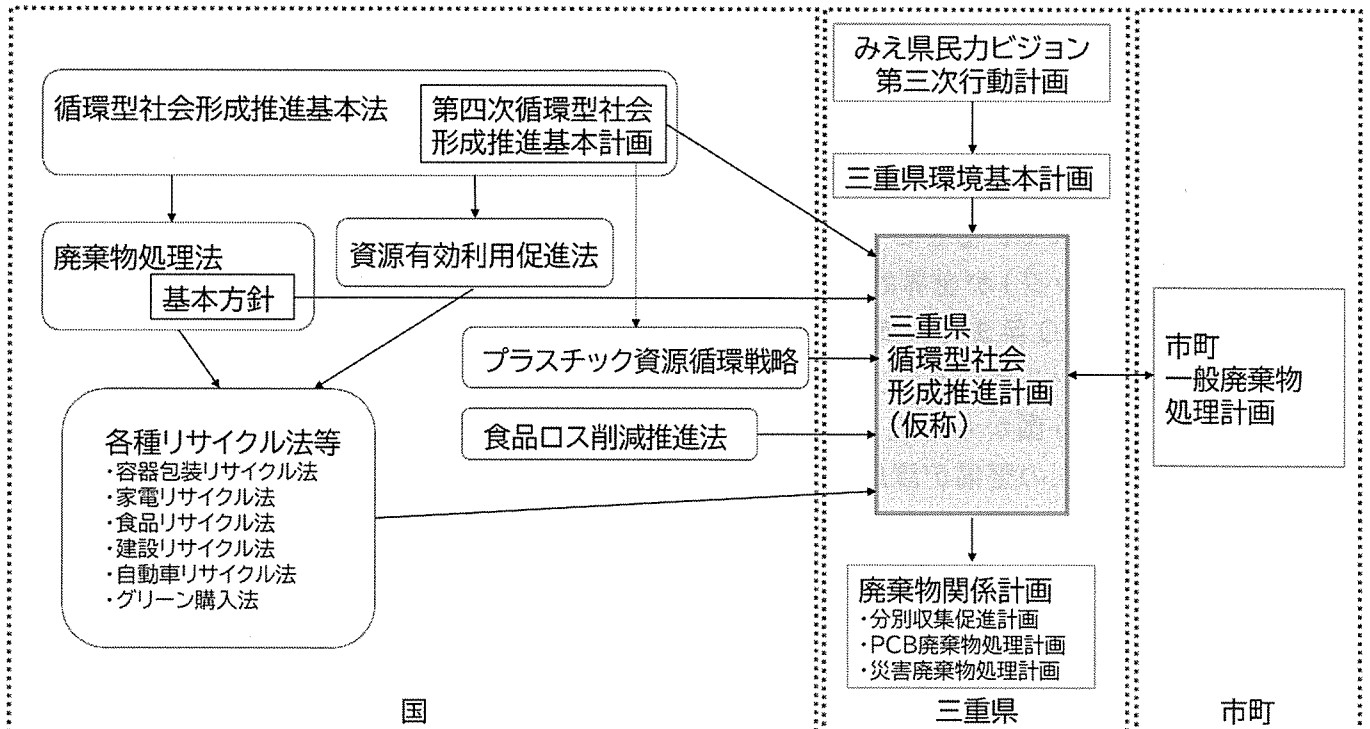 循環型社会形成推進基本法
第四次循環型社会
形成推進基本計画
廃棄物処理法
基本方針
資源有効利用促進法
プラスチック資源循環戦略
食品ロス削減推進法
各種リサイクル法等
・容器包装リサイクル法
・家電リサイクル法
・食品リサイクル法
・建設リサイクル法
・自動車リサイクル法
・グリーン購入法
国
みえ県民力ビジョン
第三次行動計画
三重県環境基本計画
三重県
循環型社会
形成推進計画
(仮称)
廃棄物関係計画
・分別収集促進計画
・PCB廃棄物処理計画
・災害廃棄物処理計画
三重県
市町
一般廃棄物
処理計画
市町